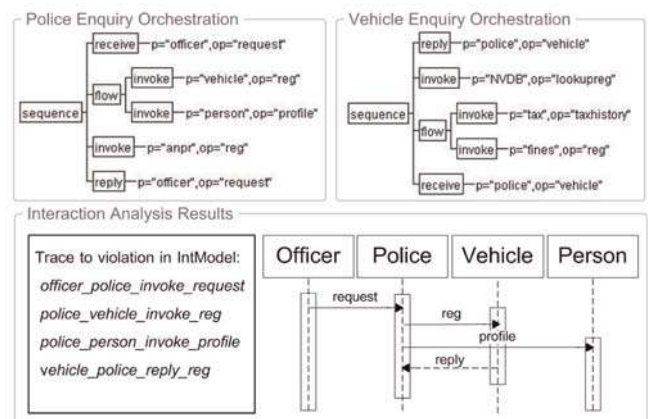 Police Enquiry Orchestration
receive p="officer",op="request"
invoke p="vehicle",op="reg"
flow
invoke p="person",op="profile"
sequence
invoke p="anpr",op="reg"
reply p="officer",op="request"
Vehicle Enquiry Orchestration
reply p="police",op="vehicle"
invoke p="NVDB",op="lookupreg"
sequence
invoke p="tax",op="taxhistory"
flow
invoke p="fines",op="reg"
receive p="police",op="vehicle"
Interaction Analysis Results
Trace to violation in IntModel:
officer_police_invoke_request
police_vehicle_invoke_reg
police_person_invoke_profile
vehicle_police_reply_reg
Officer Police Vehicle Person
request
reg
profile
reply